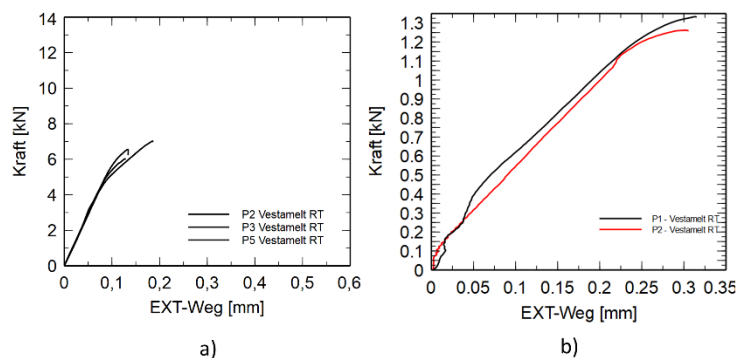 14
12
10
8
6
4
2
0
Kraft [kN]
P2 Vestamelt RT
P3 Vestamelt RT
P5 Vestamelt RT
0 0,1 0,2 0,3 0,4 0,5 0,6
EXT-Weg [mm]
a)
1.3
1.2
1.1
1
0.9
0.8
0.7
0.6
0.5
0.4
0.3
0.2
0.1
0
Kraft [kN]
P1 - Vestamelt RT
P2 - Vestamelt RT
0 0.05 0.1 0.15 0.20 0.25 0.3 0.35
EXT-Weg [mm]
b)